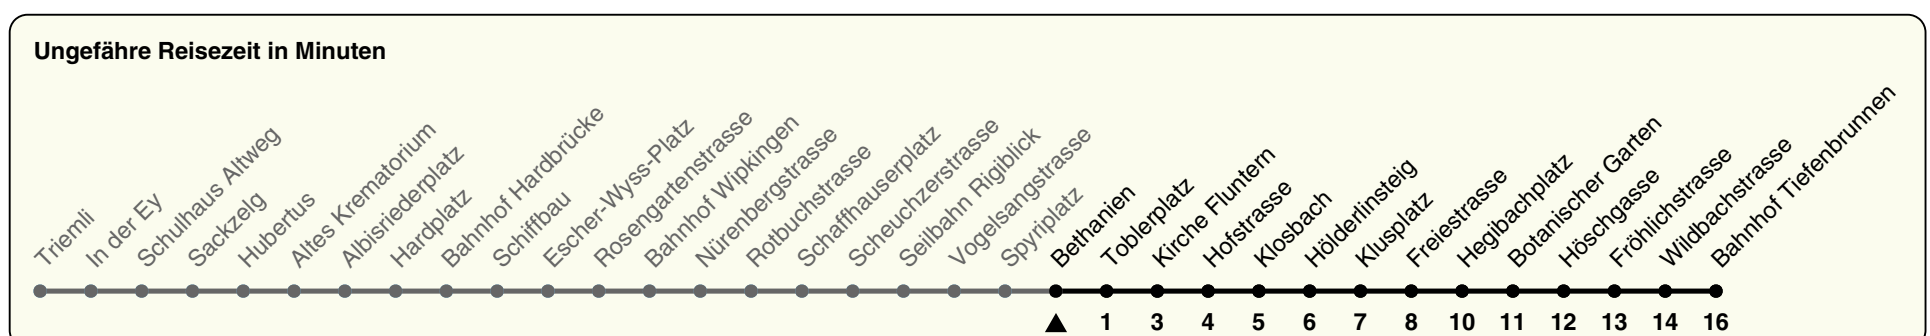 Ungefähre Reisezeit in Minuten
Triemli
In der Ey
Schulhaus Altweg
Sackzelg
Hubertus
Altes Krematorium
Albisriederplatz
Hardplatz
Bahnhof Hardbrücke
Schiffbau
Escher-Wyss-Platz
Rosengartenstrasse
Bahnhof Wipkingen
Nürenbergstrasse
Rotbuchstrasse
Schaffhauserplatz
Scheuchzerstrasse
Seilbahn Rigiblick
Vogelsangstrasse
Spyriplatz
Bethanien
Toblerplatz
Kirche Fluntern
Hofstrasse
Klosbach
Hölderlinsteig
Klusplatz
Freiestrasse
Hegibachplatz
Botanischer Garten
Höschgasse
Fröhlichstrasse
Wildbachstrasse
Bahnhof Tiefenbrunnen
1 3 4 5 6 7 8 10 11 12 13 14 16